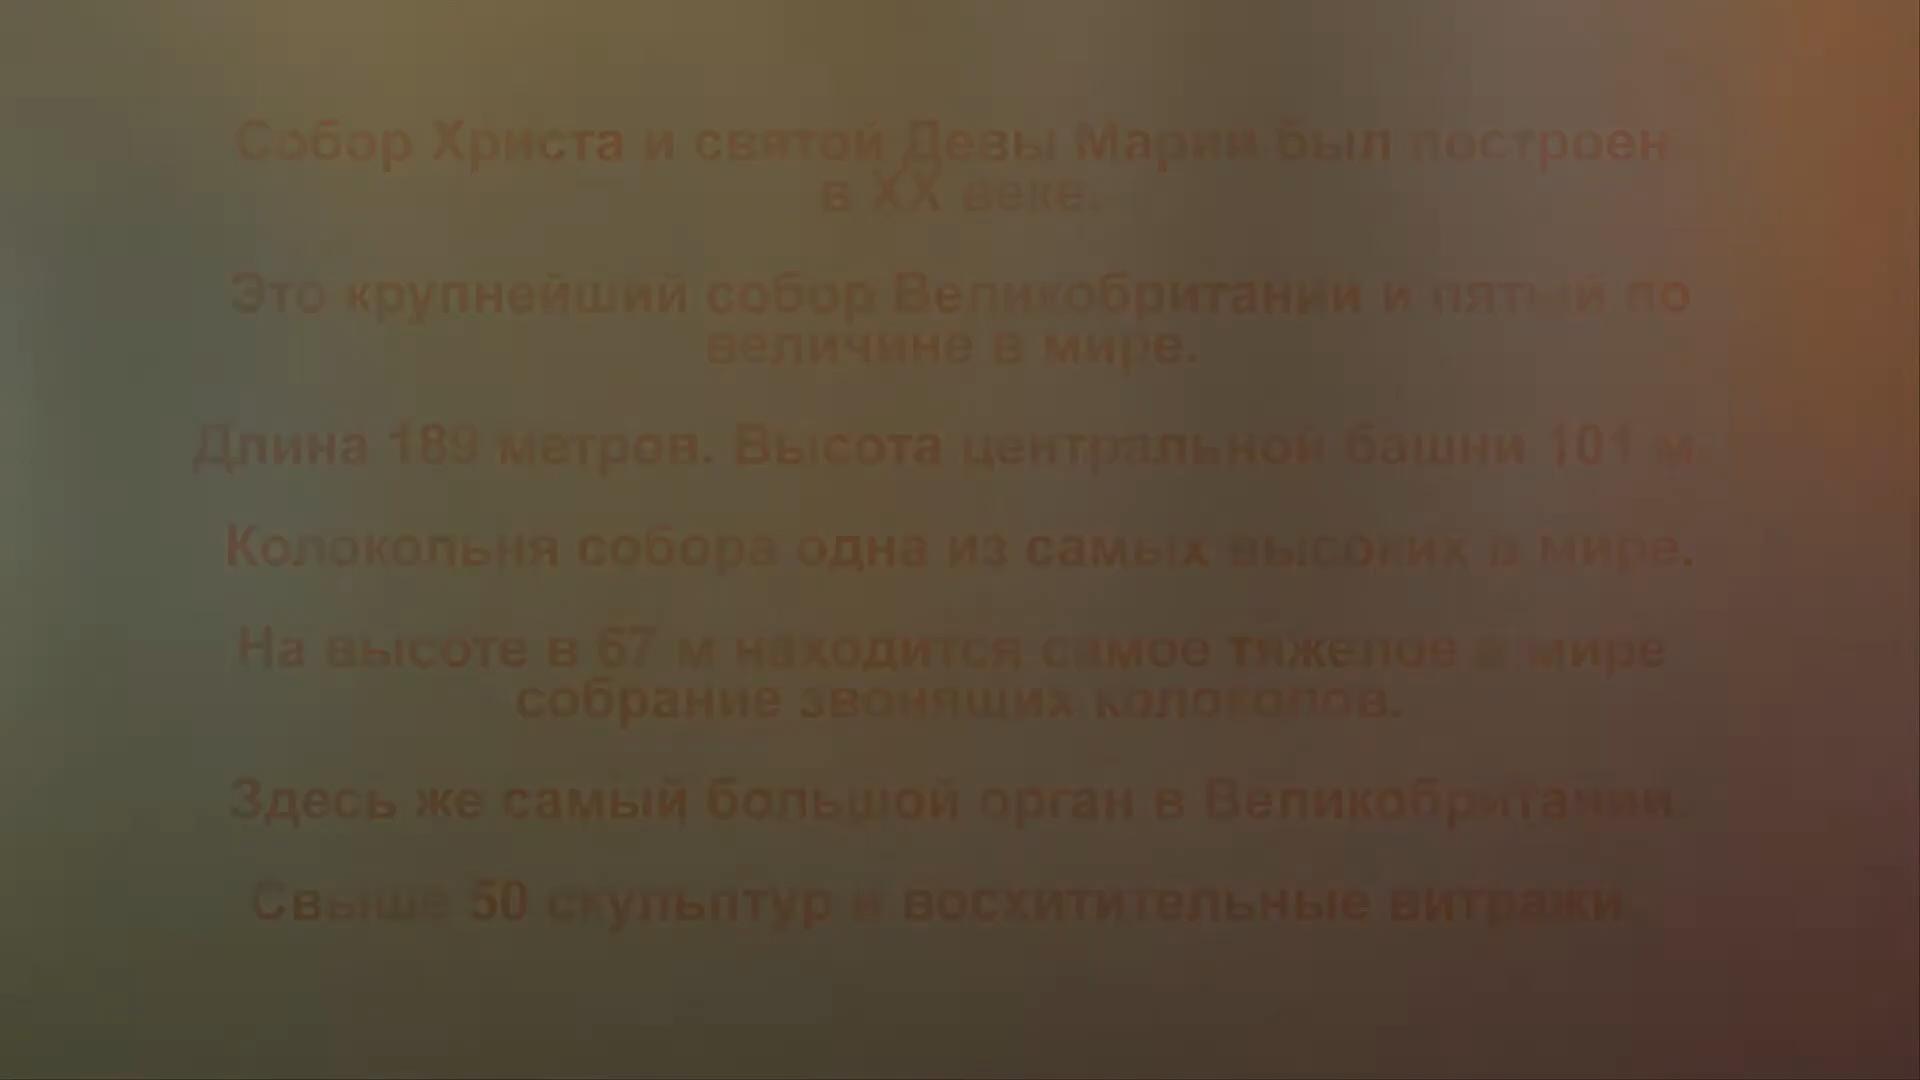 Собор Христа и святой Девы Марии был построен
в XX веке.
Это крупнейший собор Великобритании и пятый по
величине в мире.
Длина 189 метров. Высота центральной башни 101 м.
Колокольня собора одна из самых высоких в мире.
На высоте в 67 м находится самое тяжелое в мире
собрание звонящих колоколов.
Здесь же самый большой орган в Великобритании.
Свыше 50 скульптур и восхитительные витражи.